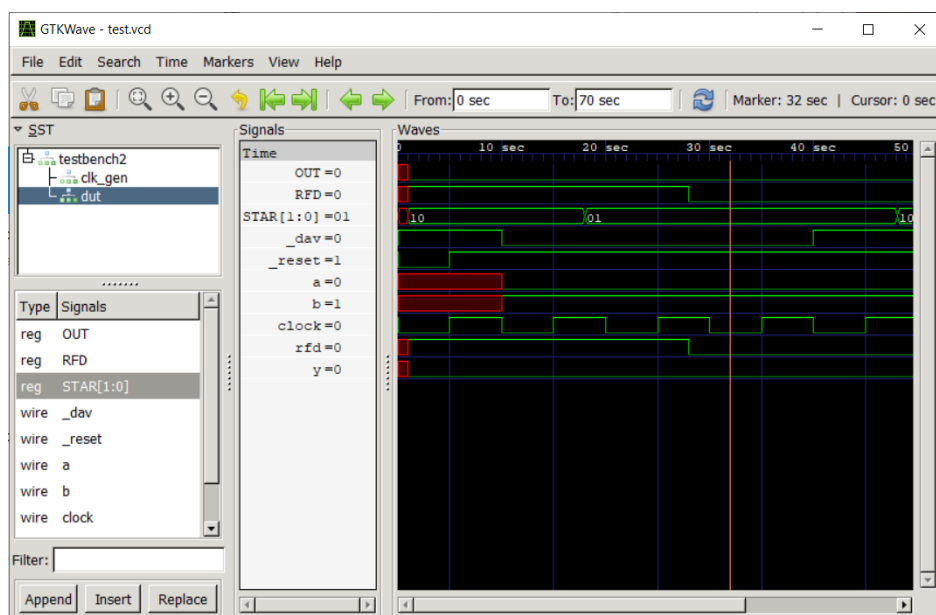 GTKWave - test.vcd
File Edit Search Time Markers View Help
From: 0 sec To: 70 sec Marker: 32 sec | Cursor: 0 sec
SST
testbench2
clk_gen
dut
Type Signals
reg OUT
reg RFD
reg STAR[1:0]
wire _dav
wire _reset
wire a
wire b
wire clock
Filter:
Append Insert Replace
Signals
Time
OUT=0
RFD=0
STAR[1:0]=01
_dav=0
_reset=1
a=0
b=1
clock=0
rfd=0
y=0
Waves
0 10 sec 20 sec 30 sec 40 sec 50
10 01 10